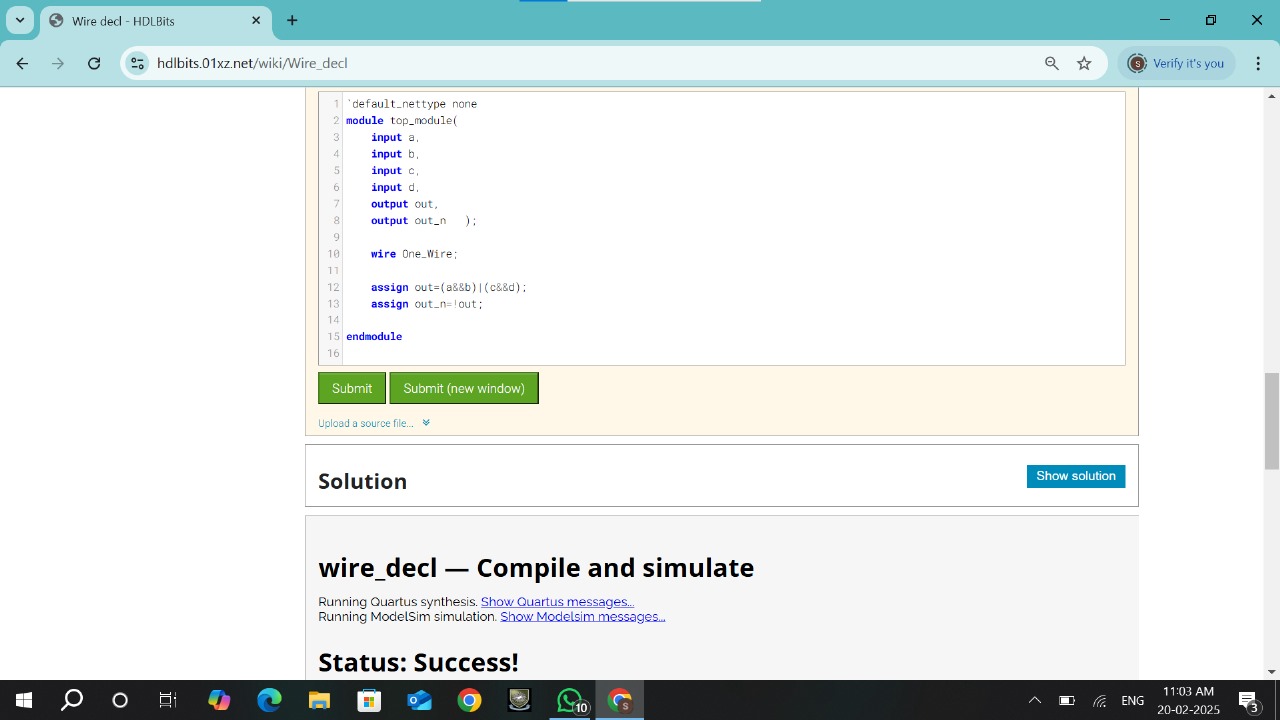 Wire decl - HDLBits
hdlbits.01xz.net/wiki/Wire_decl
S
Verify it's you
1 `default_nettype none
2 module top_module(
3 input a,
4 input b,
5 input c,
6 input d,
7 output out,
8 output out_n );
9
10 wire One_Wire;
11
12 assign out=(a&&b)|(c&&d);
13 assign out_n=!out;
14
15 endmodule
16
Submit
Submit (new window)
Upload a source file...
Solution
Show solution
wire_decl — Compile and simulate
Running Quartus synthesis. Show Quartus messages...
Running ModelSim simulation. Show Modelsim messages...
Status: Success!
10
S
ENG
11:03 AM
20-02-2025
3